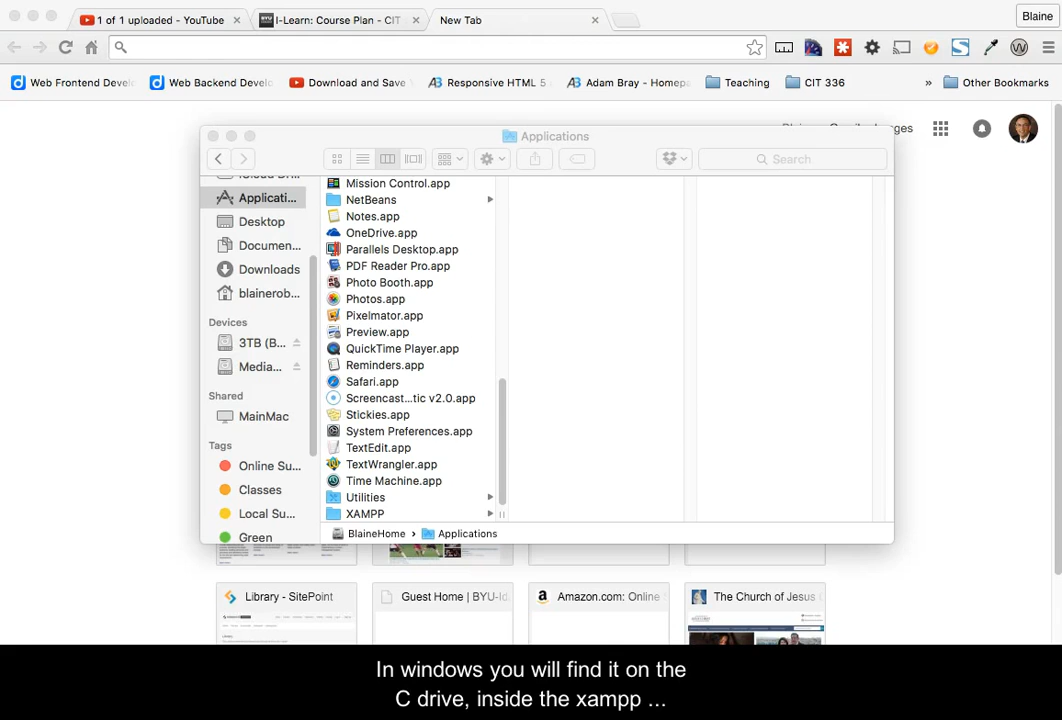 1 of 1 uploaded - YouTube
I-Learn: Course Plan - CIT
New Tab
Blaine
Web Frontend Devel
Web Backend Develo
Download and Save
Responsive HTML 5
Adam Bray - Homepa
Teaching
CIT 336
»
Other Bookmarks
Applications
Search
Applicati...
Desktop
Documen...
Downloads
blainerob...
Devices
3TB (B...
Media...
Shared
MainMac
Tags
Online Su...
Classes
Local Su...
Green
Mission Control.app
NetBeans
Notes.app
OneDrive.app
Parallels Desktop.app
PDF Reader Pro.app
Photo Booth.app
Photos.app
Pixelmator.app
Preview.app
QuickTime Player.app
Reminders.app
Safari.app
Screencast...tic v2.0.app
Stickies.app
System Preferences.app
TextEdit.app
TextWrangler.app
Time Machine.app
Utilities
XAMPP
BlaineHome › Applications
Library - SitePoint
Guest Home | BYU-Id
Amazon.com: Online
The Church of Jesus C
In windows you will find it on the
C drive, inside the xampp ...